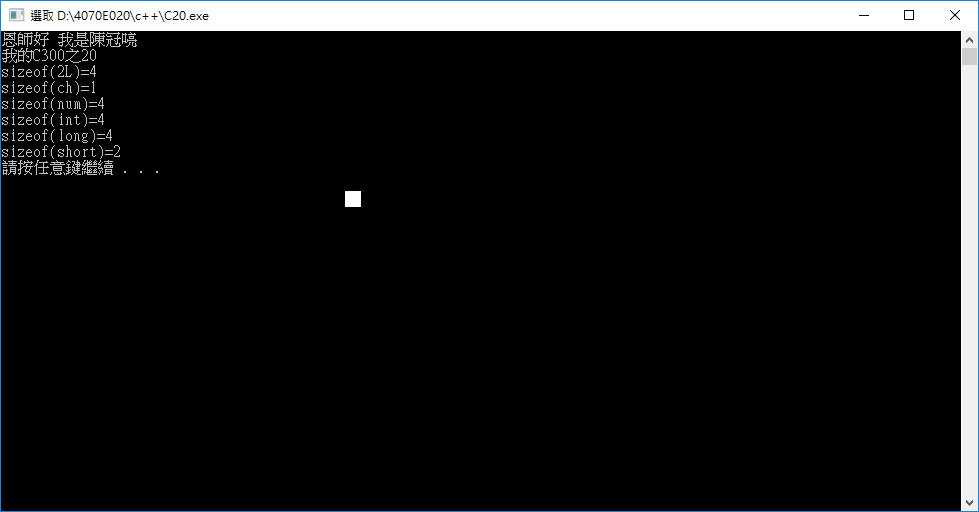 選取 D:\4070E020\c++\C20.exe
恩師好 我是陳冠喨
我的C300之20
sizeof(2L)=4
sizeof(ch)=1
sizeof(num)=4
sizeof(int)=4
sizeof(long)=4
sizeof(short)=2
請按任意鍵繼續 . . .